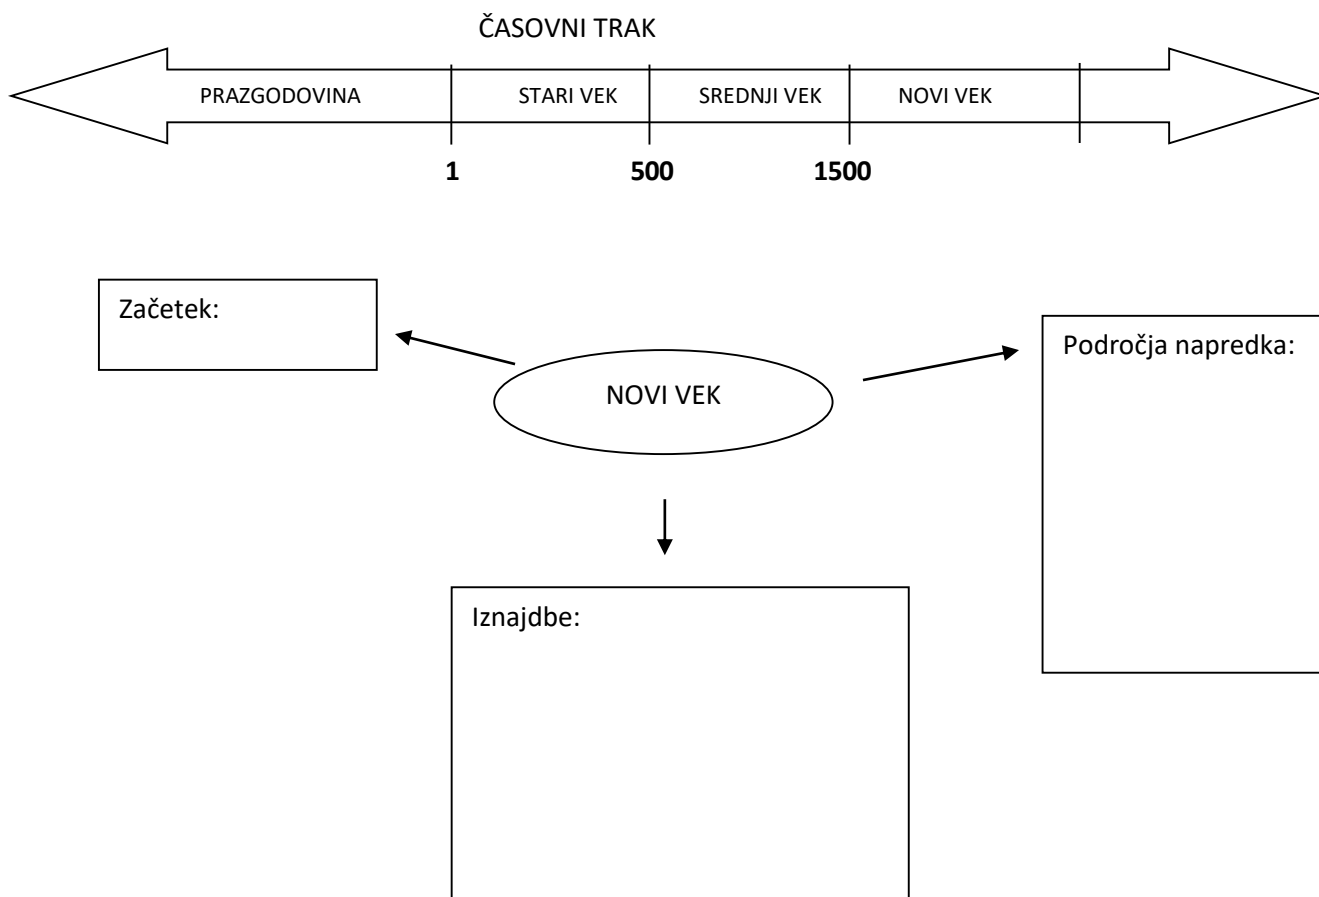 ČASOVNI TRAK
PRAZGODOVINA STARI VEK SREDNJI VEK NOVI VEK
1 500 1500
Začetek:
Področja napredka:
NOVI VEK
Iznajdbe: